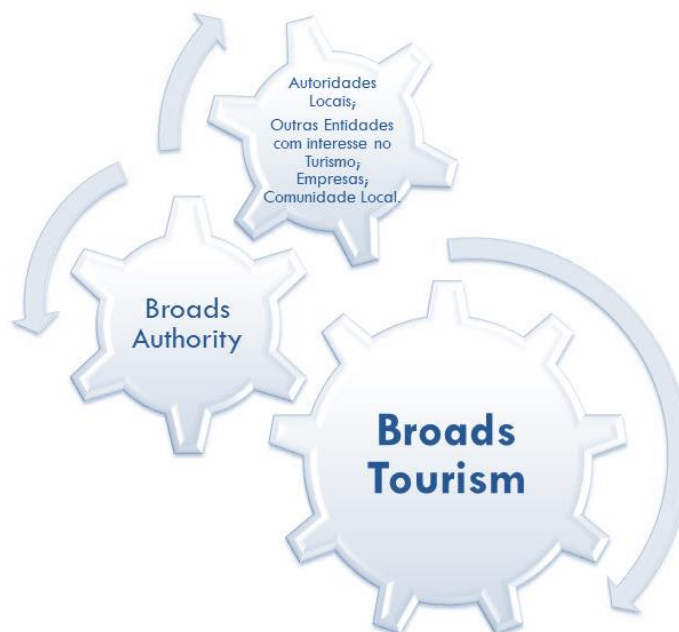 Autoridades
Locais;
Outras Entidades
com interesse no
Turismo;
Empresas;
Comunidade Local.
Broads
Authority
Broads
Tourism